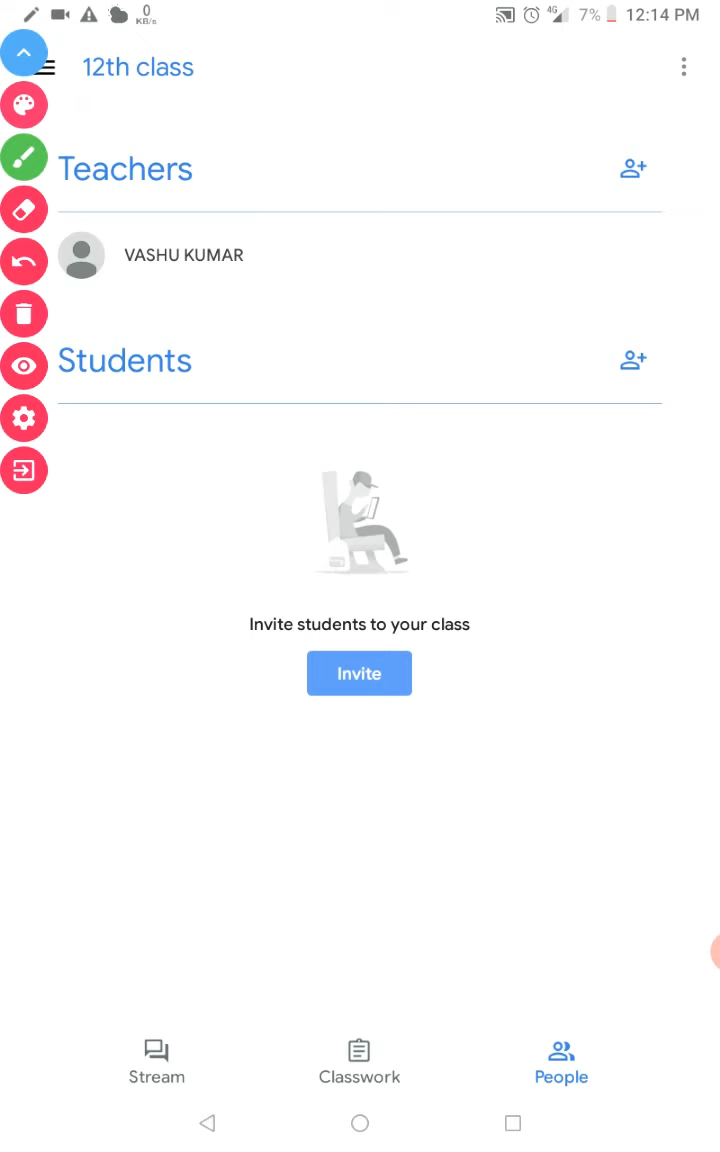 0
KB/s
4G
7%
12:14 PM
12th class
Teachers
VASHU KUMAR
Students
Invite students to your class
Invite
Stream
Classwork
People